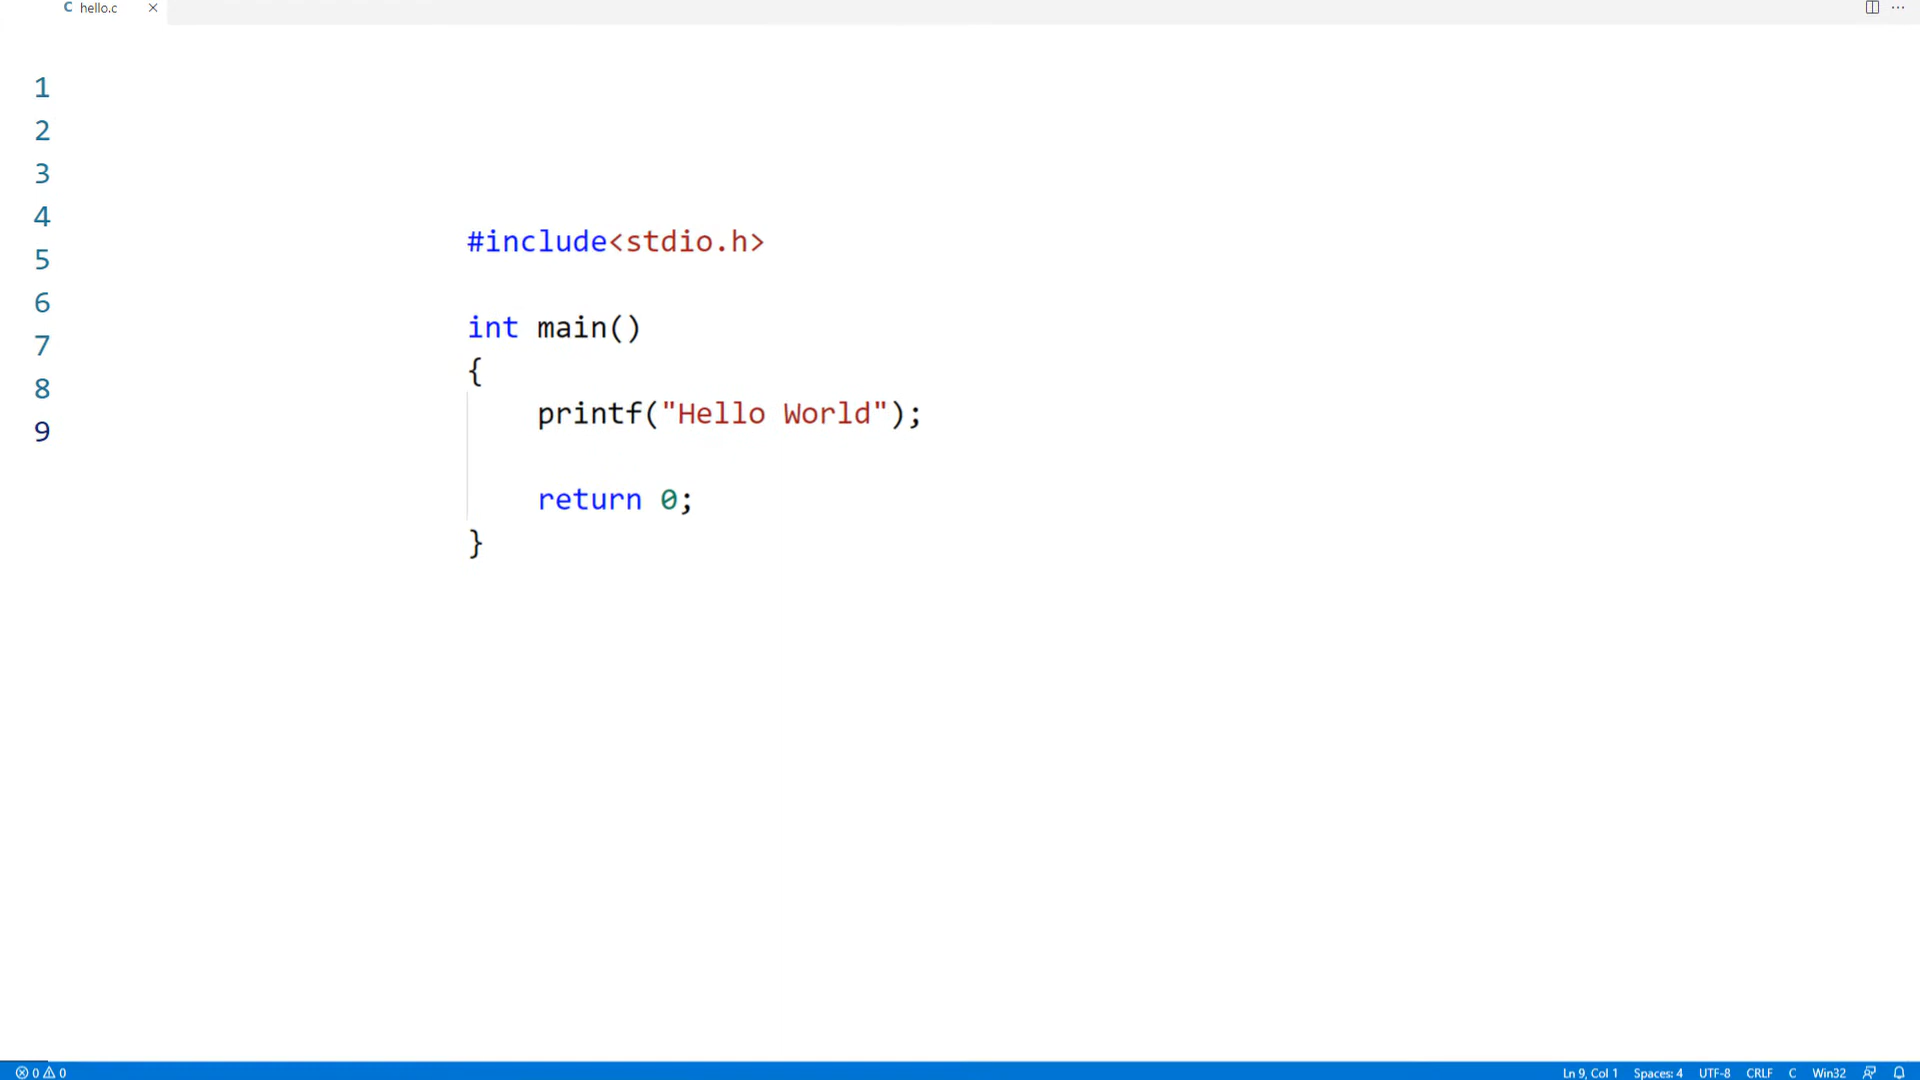 C hello.c ×
1
2
3
4
5
6
7
8
9
#include<stdio.h>
int main()
{
printf("Hello World");
return 0;
}
0 0 Ln 9, Col 1 Spaces: 4 UTF-8 CRLF C Win32